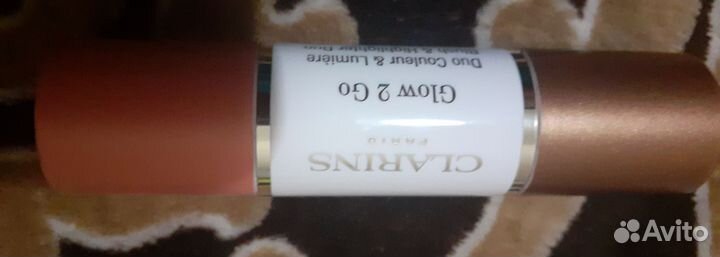 CLARINS
PARIS
Glow 2 Go
Duo Couleur & Lumière
Blush & Highlighter Duo
Avito